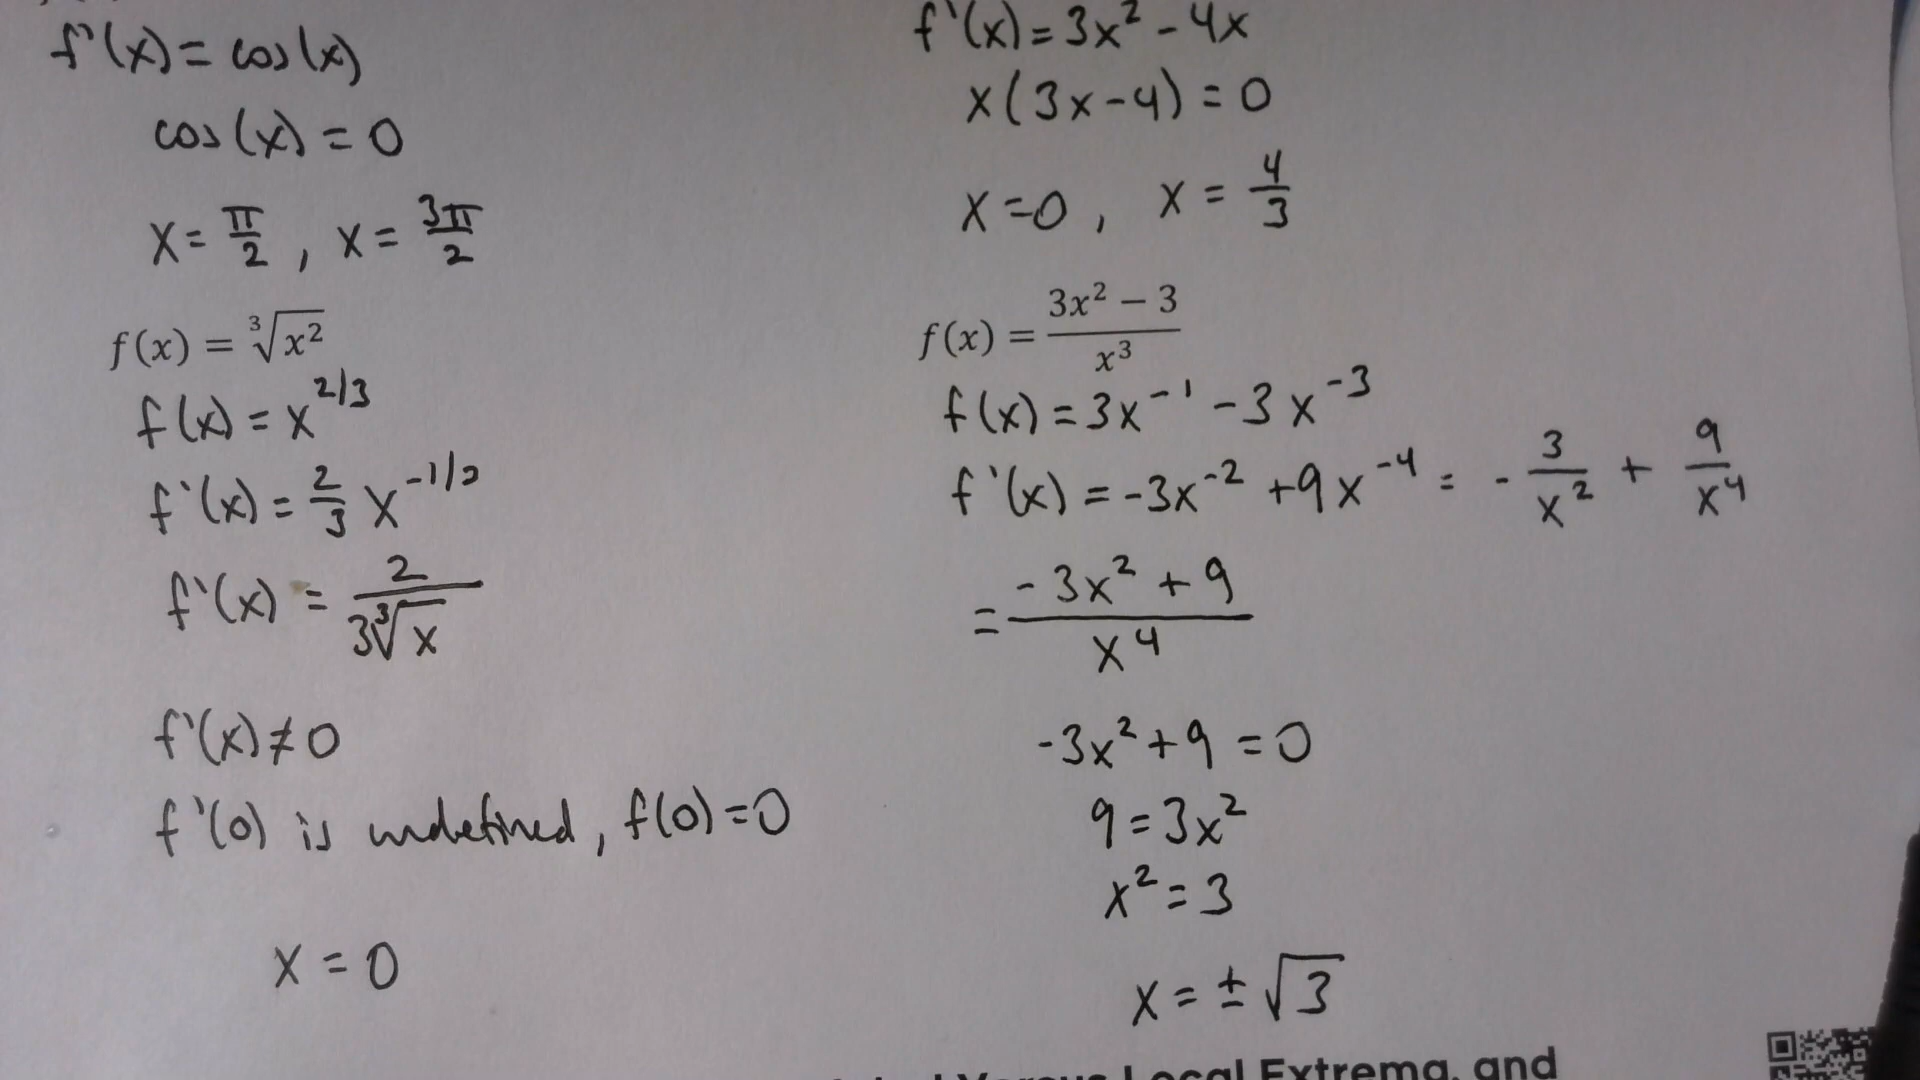 f'(x) = cos(x)
cos(x) = 0
x = π/2 , x = 3π/2
f(x) = ∛x²
f(x) = x^2/3
f'(x) = 2/3 x^-1/3
f'(x) = 2/(3∛x)
f'(x) ≠ 0
f'(0) is undefined, f(0) = 0
x = 0
f'(x) = 3x² - 4x
x(3x-4) = 0
x = 0 , x = 4/3
f(x) = (3x² − 3)/x³
f(x) = 3x⁻¹ - 3x⁻³
f'(x) = -3x⁻² + 9x⁻⁴ = - 3/x² + 9/x⁴
= (-3x² + 9)/x⁴
-3x² + 9 = 0
9 = 3x²
x² = 3
x = ± √3
Versus Local Extrema, and